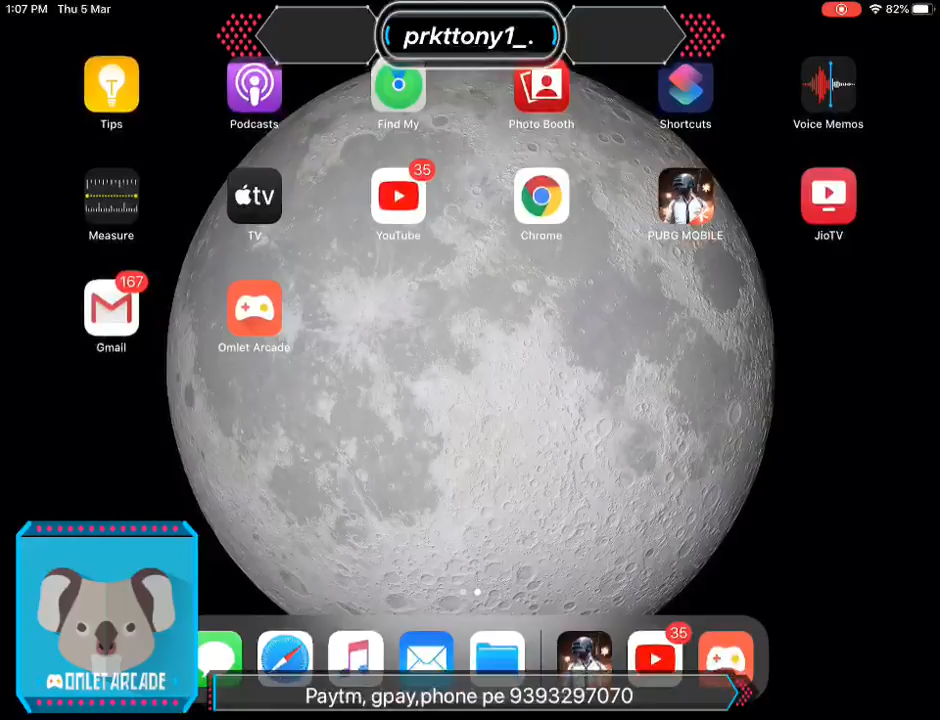 1:07 PM Thu 5 Mar
82%
prkttony1_.
Tips
Podcasts
Find My
Photo Booth
Shortcuts
Voice Memos
tv
35
Measure
TV
YouTube
Chrome
PUBG MOBILE
JioTV
167
Gmail
Omlet Arcade
35
OMLET ARCADE
Paytm, gpay,phone pe 9393297070